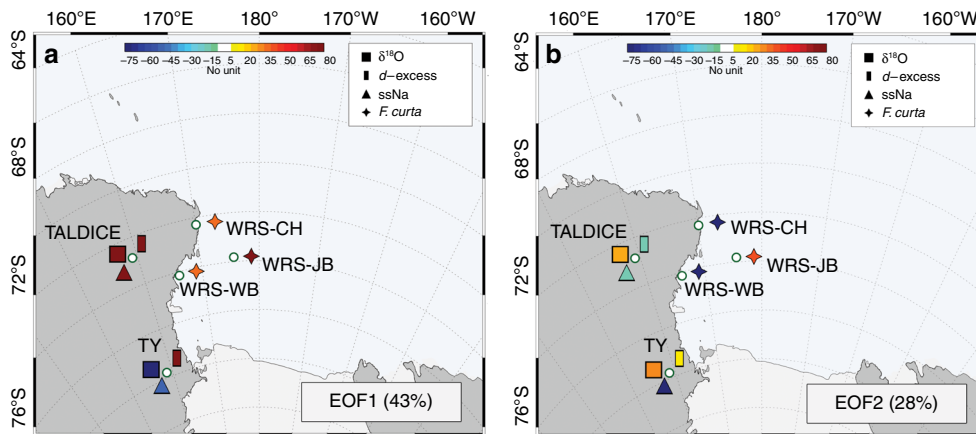 160°E 170°E 180° 170°W 160°W
a
−75 −60 −45 −30 −15 5 20 35 50 65 80
No unit
δ18O
d−excess
ssNa
F. curta
64°S
68°S
72°S
76°S
TALDICE
WRS-CH
WRS-JB
WRS-WB
TY
EOF1 (43%)
160°E 170°E 180° 170°W 160°W
b
−75 −60 −45 −30 −15 5 20 35 50 65 80
No unit
δ18O
d−excess
ssNa
F. curta
64°S
68°S
72°S
76°S
TALDICE
WRS-CH
WRS-JB
WRS-WB
TY
EOF2 (28%)